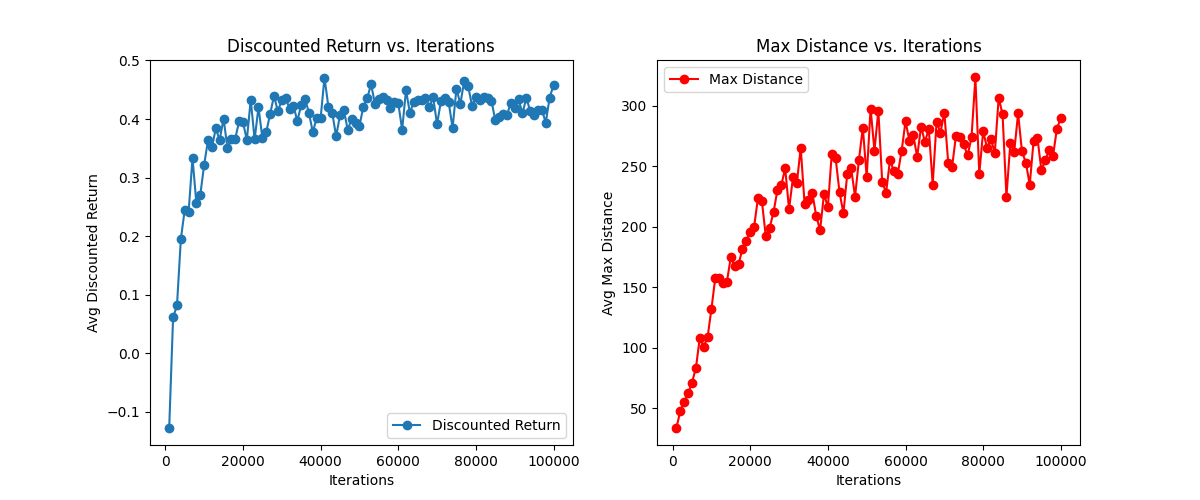 Discounted Return vs. Iterations
Avg Discounted Return
0.5
0.4
0.3
0.2
0.1
0.0
−0.1
Discounted Return
0 20000 40000 60000 80000 100000
Iterations
Max Distance vs. Iterations
Avg Max Distance
Max Distance
300
250
200
150
100
50
0 20000 40000 60000 80000 100000
Iterations